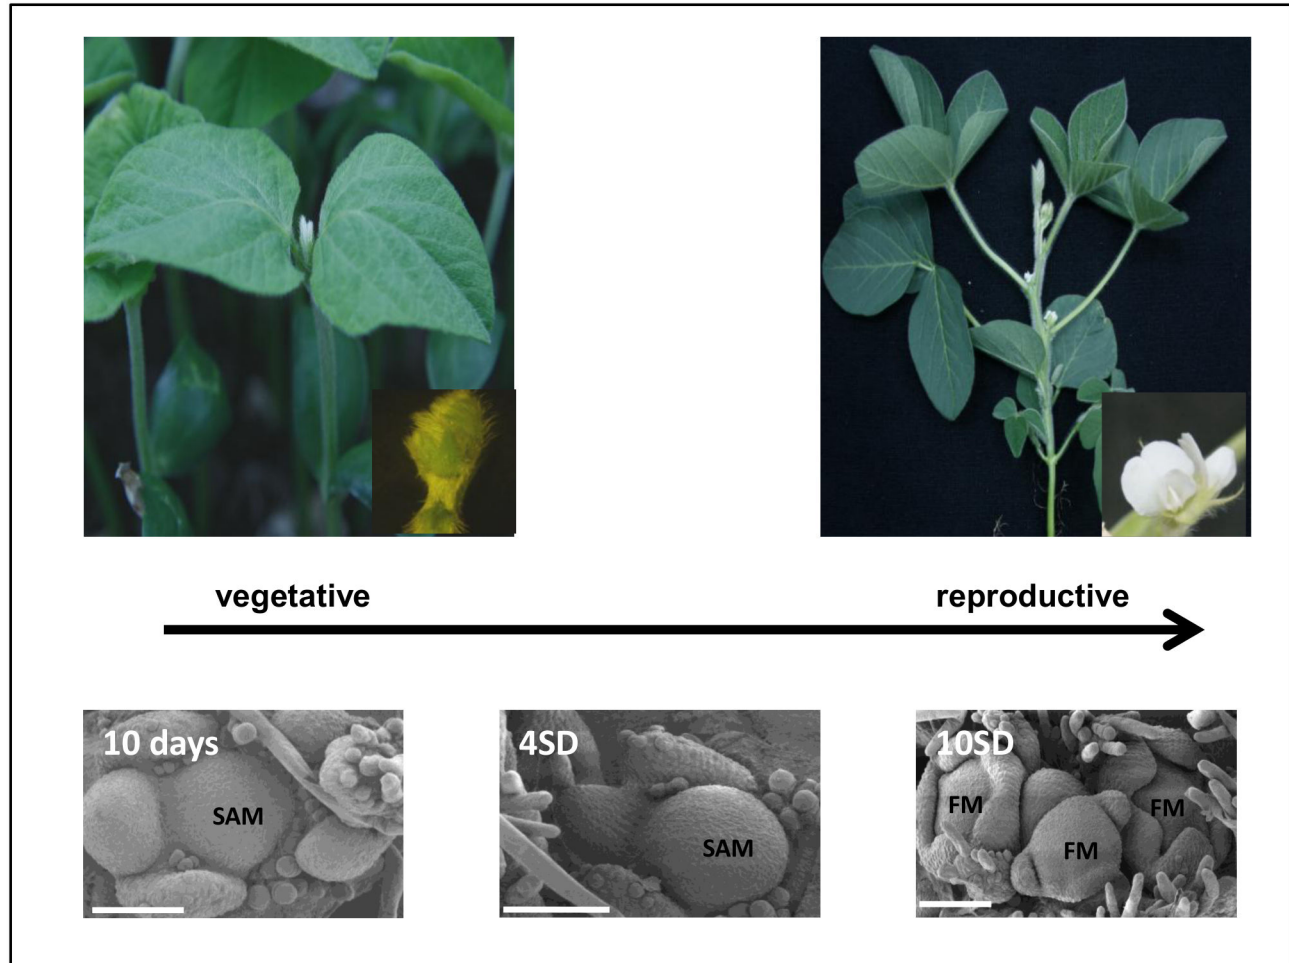 vegetative
reproductive
10 days
SAM
4SD
SAM
10SD
FM
FM
FM